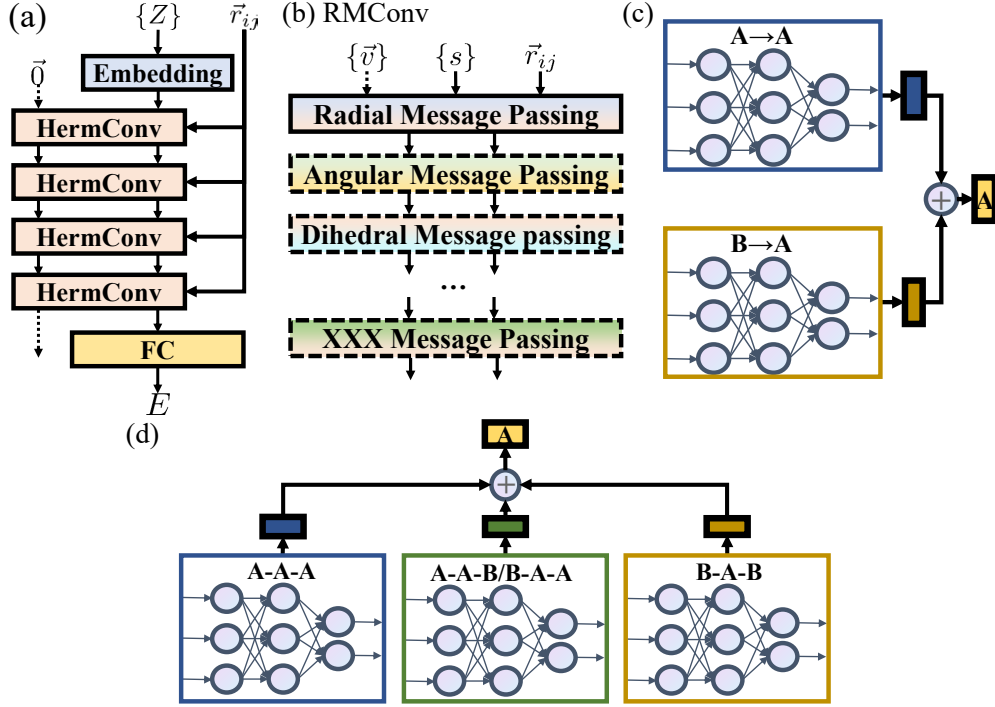 (a)
{Z}
r⃗ij
0⃗
Embedding
HermConv
HermConv
HermConv
HermConv
FC
E
(b) RMConv
{v⃗}
{s}
r⃗ij
Radial Message Passing
Angular Message Passing
Dihedral Message passing
...
XXX Message Passing
(c)
A→A
B→A
+
A
(d)
A
+
A-A-A
A-A-B/B-A-A
B-A-B